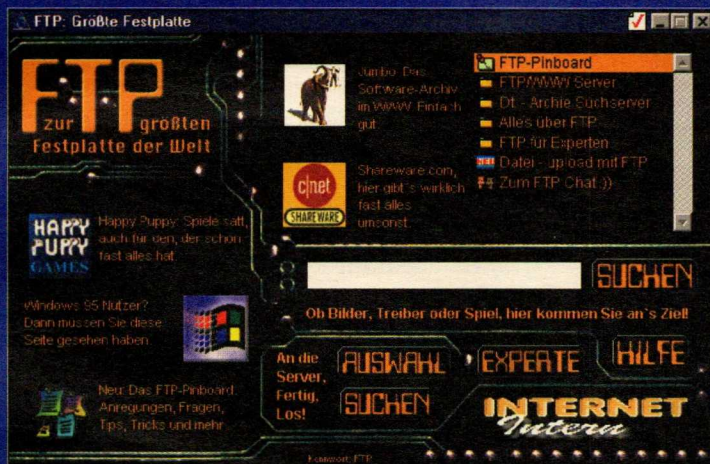 FTP: Größte Festplatte
FTP
zur größten
Festplatte der Welt
Jumbo: Das
Software-Archiv
im WWW. Einfach
gut.
c|net
SHAREWARE
Shareware.com,
hier gibt`s wirklich
fast alles
umsonst.
FTP-Pinboard
FTP/WWW Server
Dt. - Archie Suchserver
Alles über FTP
FTP für Experten
Datei - upload mit FTP
Zum FTP Chat :))
HAPPY
PUPPY
GAMES
Happy Puppy: Spiele satt,
auch für den, der schon
fast alles hat.
Windows 95 Nutzer?
Dann müssen Sie diese
Seite gesehen haben.
Neu: Das FTP-Pinboard.
Anregungen, Fragen,
Tips, Tricks und mehr
SUCHEN
Ob Bilder, Treiber oder Spiel, hier kommen Sie an`s Ziel!
An die
Server,
Fertig,
Los!
AUSWAHL
EXPERTE
HILFE
SUCHEN
INTERNET
Intern
Kennwort: FTP